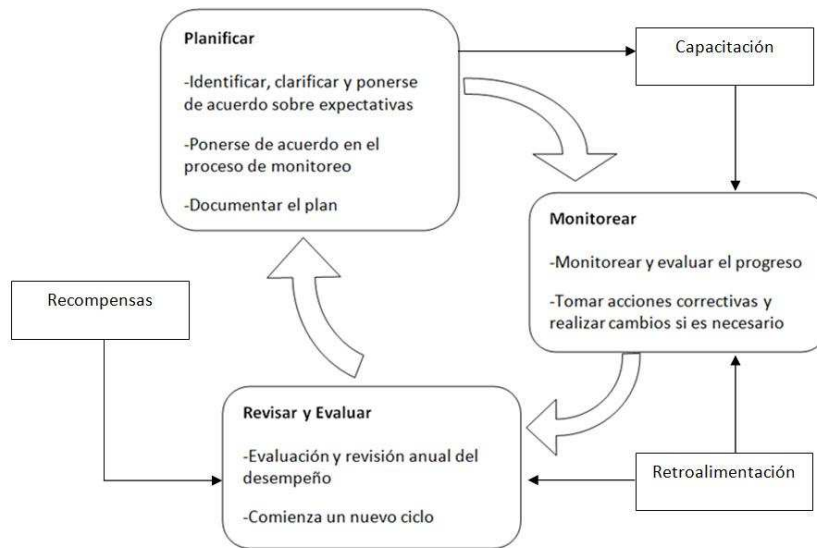 Planificar
-Identificar, clarificar y ponerse
de acuerdo sobre expectativas
-Ponerse de acuerdo en el
proceso de monitoreo
-Documentar el plan
Capacitación
Monitorear
-Monitorear y evaluar el progreso
-Tomar acciones correctivas y
realizar cambios si es necesario
Recompensas
Revisar y Evaluar
-Evaluación y revisión anual del
desempeño
-Comienza un nuevo ciclo
Retroalimentación